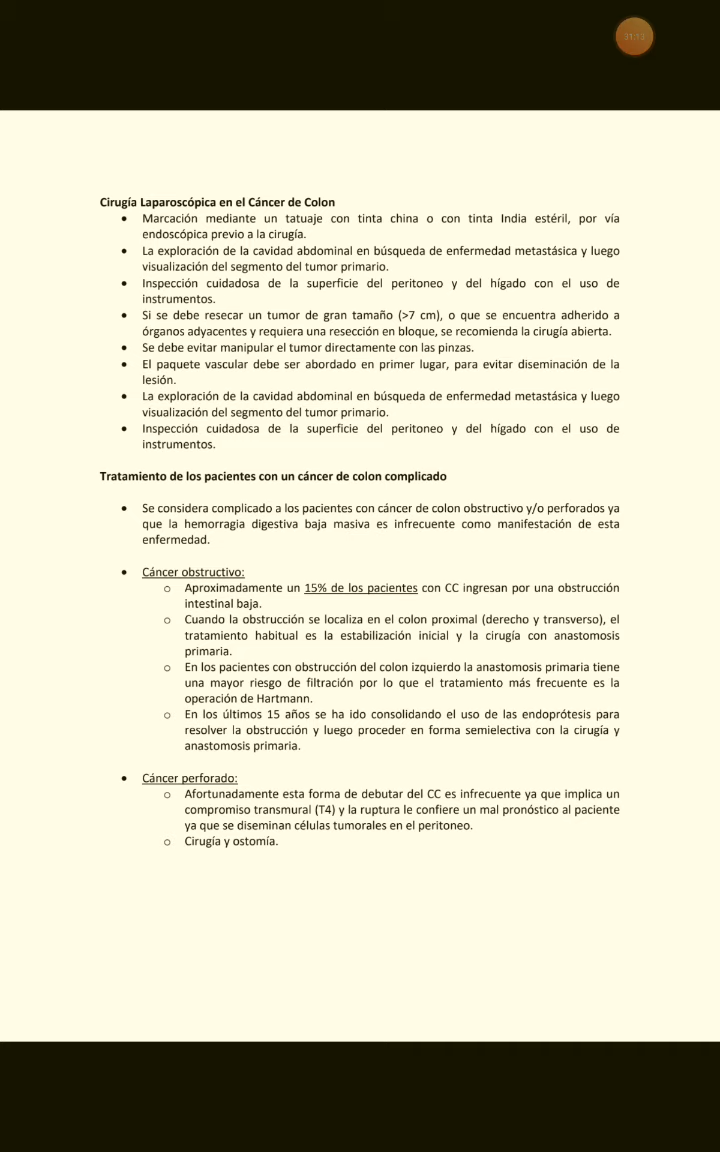 31:13
Cirugía Laparoscópica en el Cáncer de Colon
• Marcación mediante un tatuaje con tinta china o con tinta India estéril, por vía
endoscópica previo a la cirugía.
• La exploración de la cavidad abdominal en búsqueda de enfermedad metastásica y luego
visualización del segmento del tumor primario.
• Inspección cuidadosa de la superficie del peritoneo y del hígado con el uso de
instrumentos.
• Si se debe resecar un tumor de gran tamaño (>7 cm), o que se encuentra adherido a
órganos adyacentes y requiera una resección en bloque, se recomienda la cirugía abierta.
• Se debe evitar manipular el tumor directamente con las pinzas.
• El paquete vascular debe ser abordado en primer lugar, para evitar diseminación de la
lesión.
• La exploración de la cavidad abdominal en búsqueda de enfermedad metastásica y luego
visualización del segmento del tumor primario.
• Inspección cuidadosa de la superficie del peritoneo y del hígado con el uso de
instrumentos.
Tratamiento de los pacientes con un cáncer de colon complicado
• Se considera complicado a los pacientes con cáncer de colon obstructivo y/o perforados ya
que la hemorragia digestiva baja masiva es infrecuente como manifestación de esta
enfermedad.
• Cáncer obstructivo:
o Aproximadamente un 15% de los pacientes con CC ingresan por una obstrucción
intestinal baja.
o Cuando la obstrucción se localiza en el colon proximal (derecho y transverso), el
tratamiento habitual es la estabilización inicial y la cirugía con anastomosis
primaria.
o En los pacientes con obstrucción del colon izquierdo la anastomosis primaria tiene
una mayor riesgo de filtración por lo que el tratamiento más frecuente es la
operación de Hartmann.
o En los últimos 15 años se ha ido consolidando el uso de las endoprótesis para
resolver la obstrucción y luego proceder en forma semielectiva con la cirugía y
anastomosis primaria.
• Cáncer perforado:
o Afortunadamente esta forma de debutar del CC es infrecuente ya que implica un
compromiso transmural (T4) y la ruptura le confiere un mal pronóstico al paciente
ya que se diseminan células tumorales en el peritoneo.
o Cirugía y ostomía.